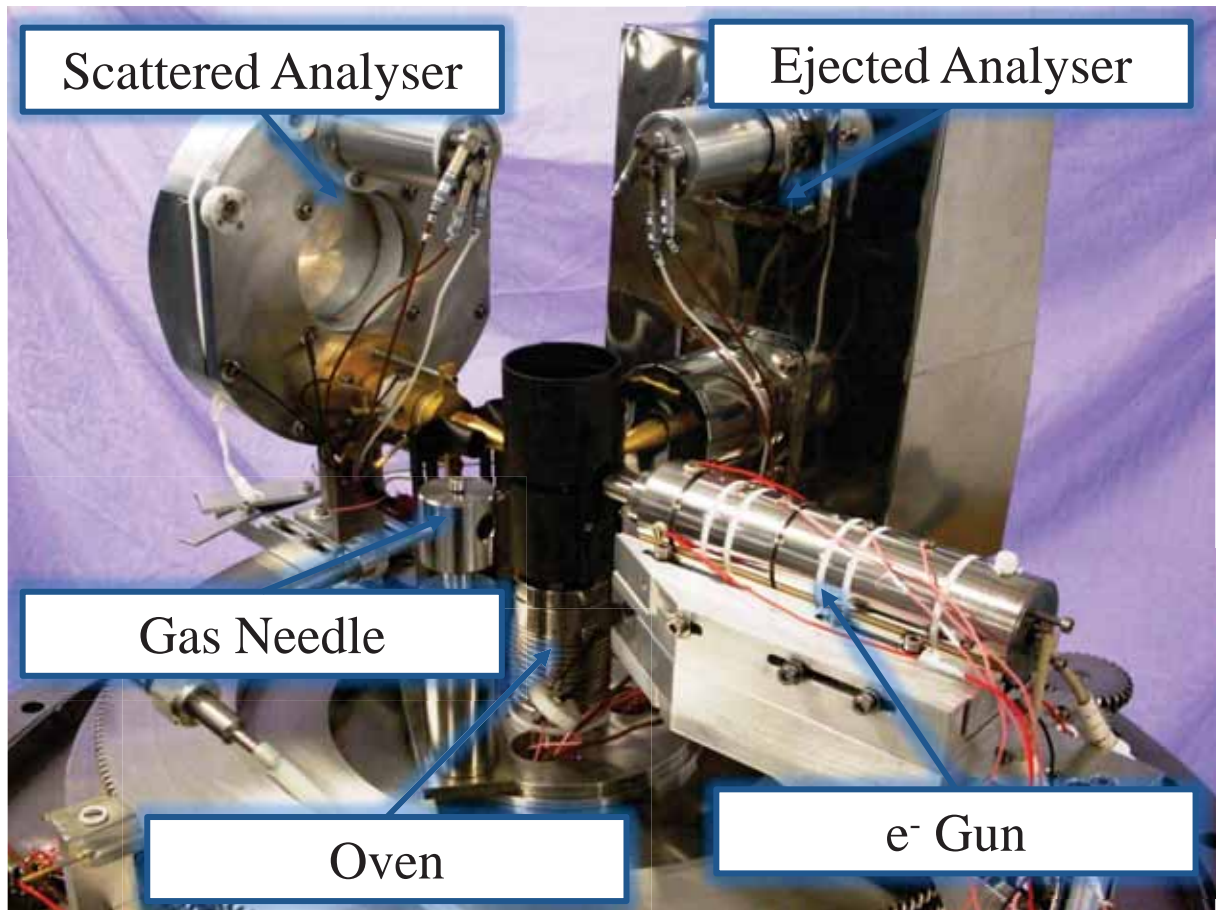 Scattered Analyser
Ejected Analyser
Gas Needle
Oven
e⁻ Gun